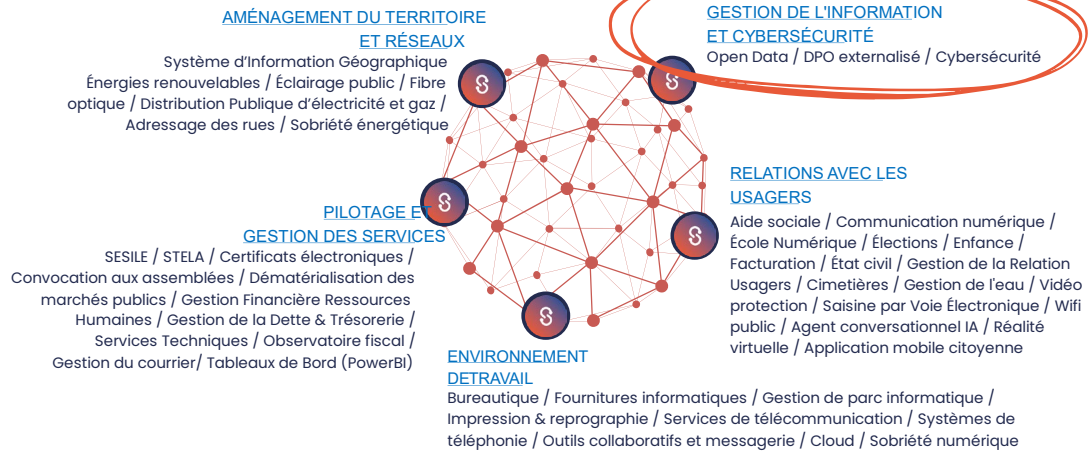 AMÉNAGEMENT DU TERRITOIRE
ET RÉSEAUX
Système d’Information Géographique
Énergies renouvelables / Éclairage public / Fibre
optique / Distribution Publique d’électricité et gaz /
Adressage des rues / Sobriété énergétique
GESTION DE L'INFORMATION
ET CYBERSÉCURITÉ
Open Data / DPO externalisé / Cybersécurité
PILOTAGE ET
GESTION DES SERVICES
SESILE / STELA / Certificats électroniques /
Convocation aux assemblées / Dématérialisation des
marchés publics / Gestion Financière Ressources
Humaines / Gestion de la Dette & Trésorerie /
Services Techniques / Observatoire fiscal /
Gestion du courrier/ Tableaux de Bord (PowerBI)
RELATIONS AVEC LES
USAGERS
Aide sociale / Communication numérique /
École Numérique / Élections / Enfance /
Facturation / État civil / Gestion de la Relation
Usagers / Cimetières / Gestion de l'eau / Vidéo
protection / Saisine par Voie Électronique / Wifi
public / Agent conversationnel IA / Réalité
virtuelle / Application mobile citoyenne
ENVIRONNEMENT
DETRAVAIL
Bureautique / Fournitures informatiques / Gestion de parc informatique /
Impression & reprographie / Services de télécommunication / Systèmes de
téléphonie / Outils collaboratifs et messagerie / Cloud / Sobriété numérique